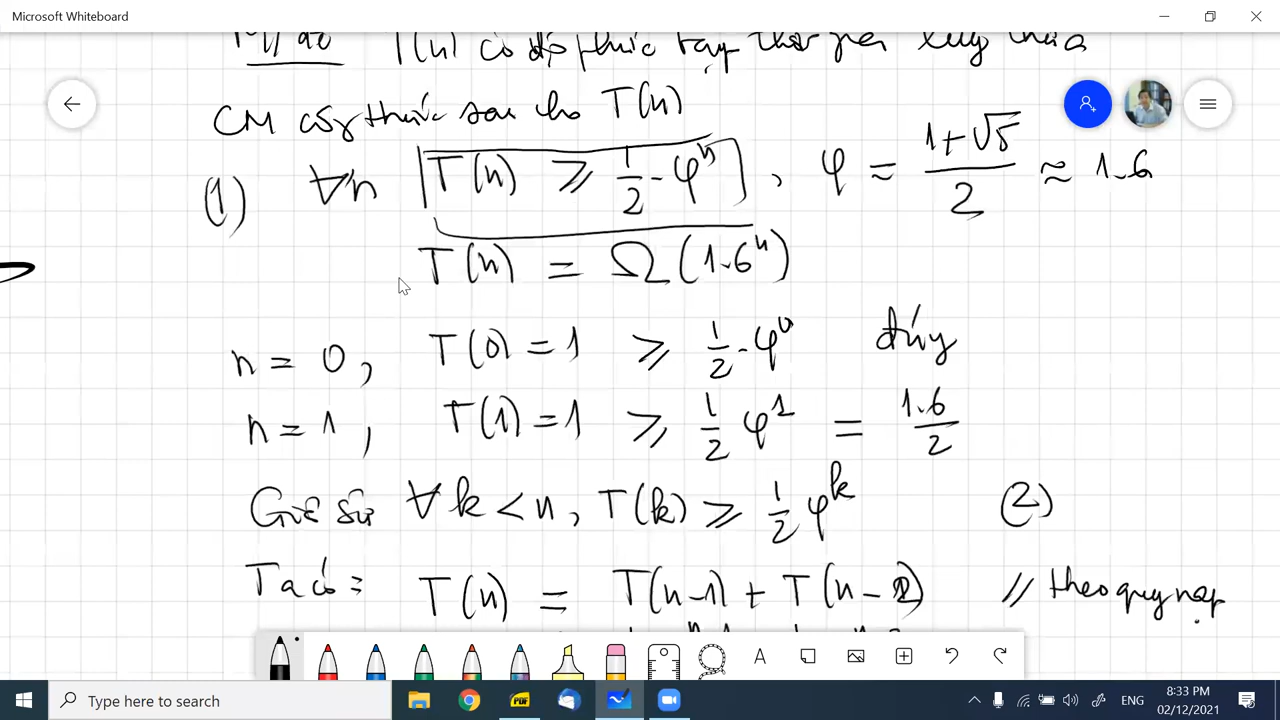 Microsoft Whiteboard
T(n) có độ phức tạp thời gian lũy thừa
CM công thức sau cho T(n)
(1) ∀n T(n) ≥ 1/2 · φ^n, φ = (1+√5)/2 ≈ 1.6
T(n) = Ω(1.6^n)
n = 0, T(0) = 1 ≥ 1/2 · φ^0 đúng
n = 1, T(1) = 1 ≥ 1/2 φ^1 = 1.6/2
Giả sử ∀k < n, T(k) ≥ 1/2 φ^k (2)
Ta có: T(n) = T(n-1) + T(n-2) // theo quy nạp
A
Type here to search
PDF
ENG
8:33 PM
02/12/2021